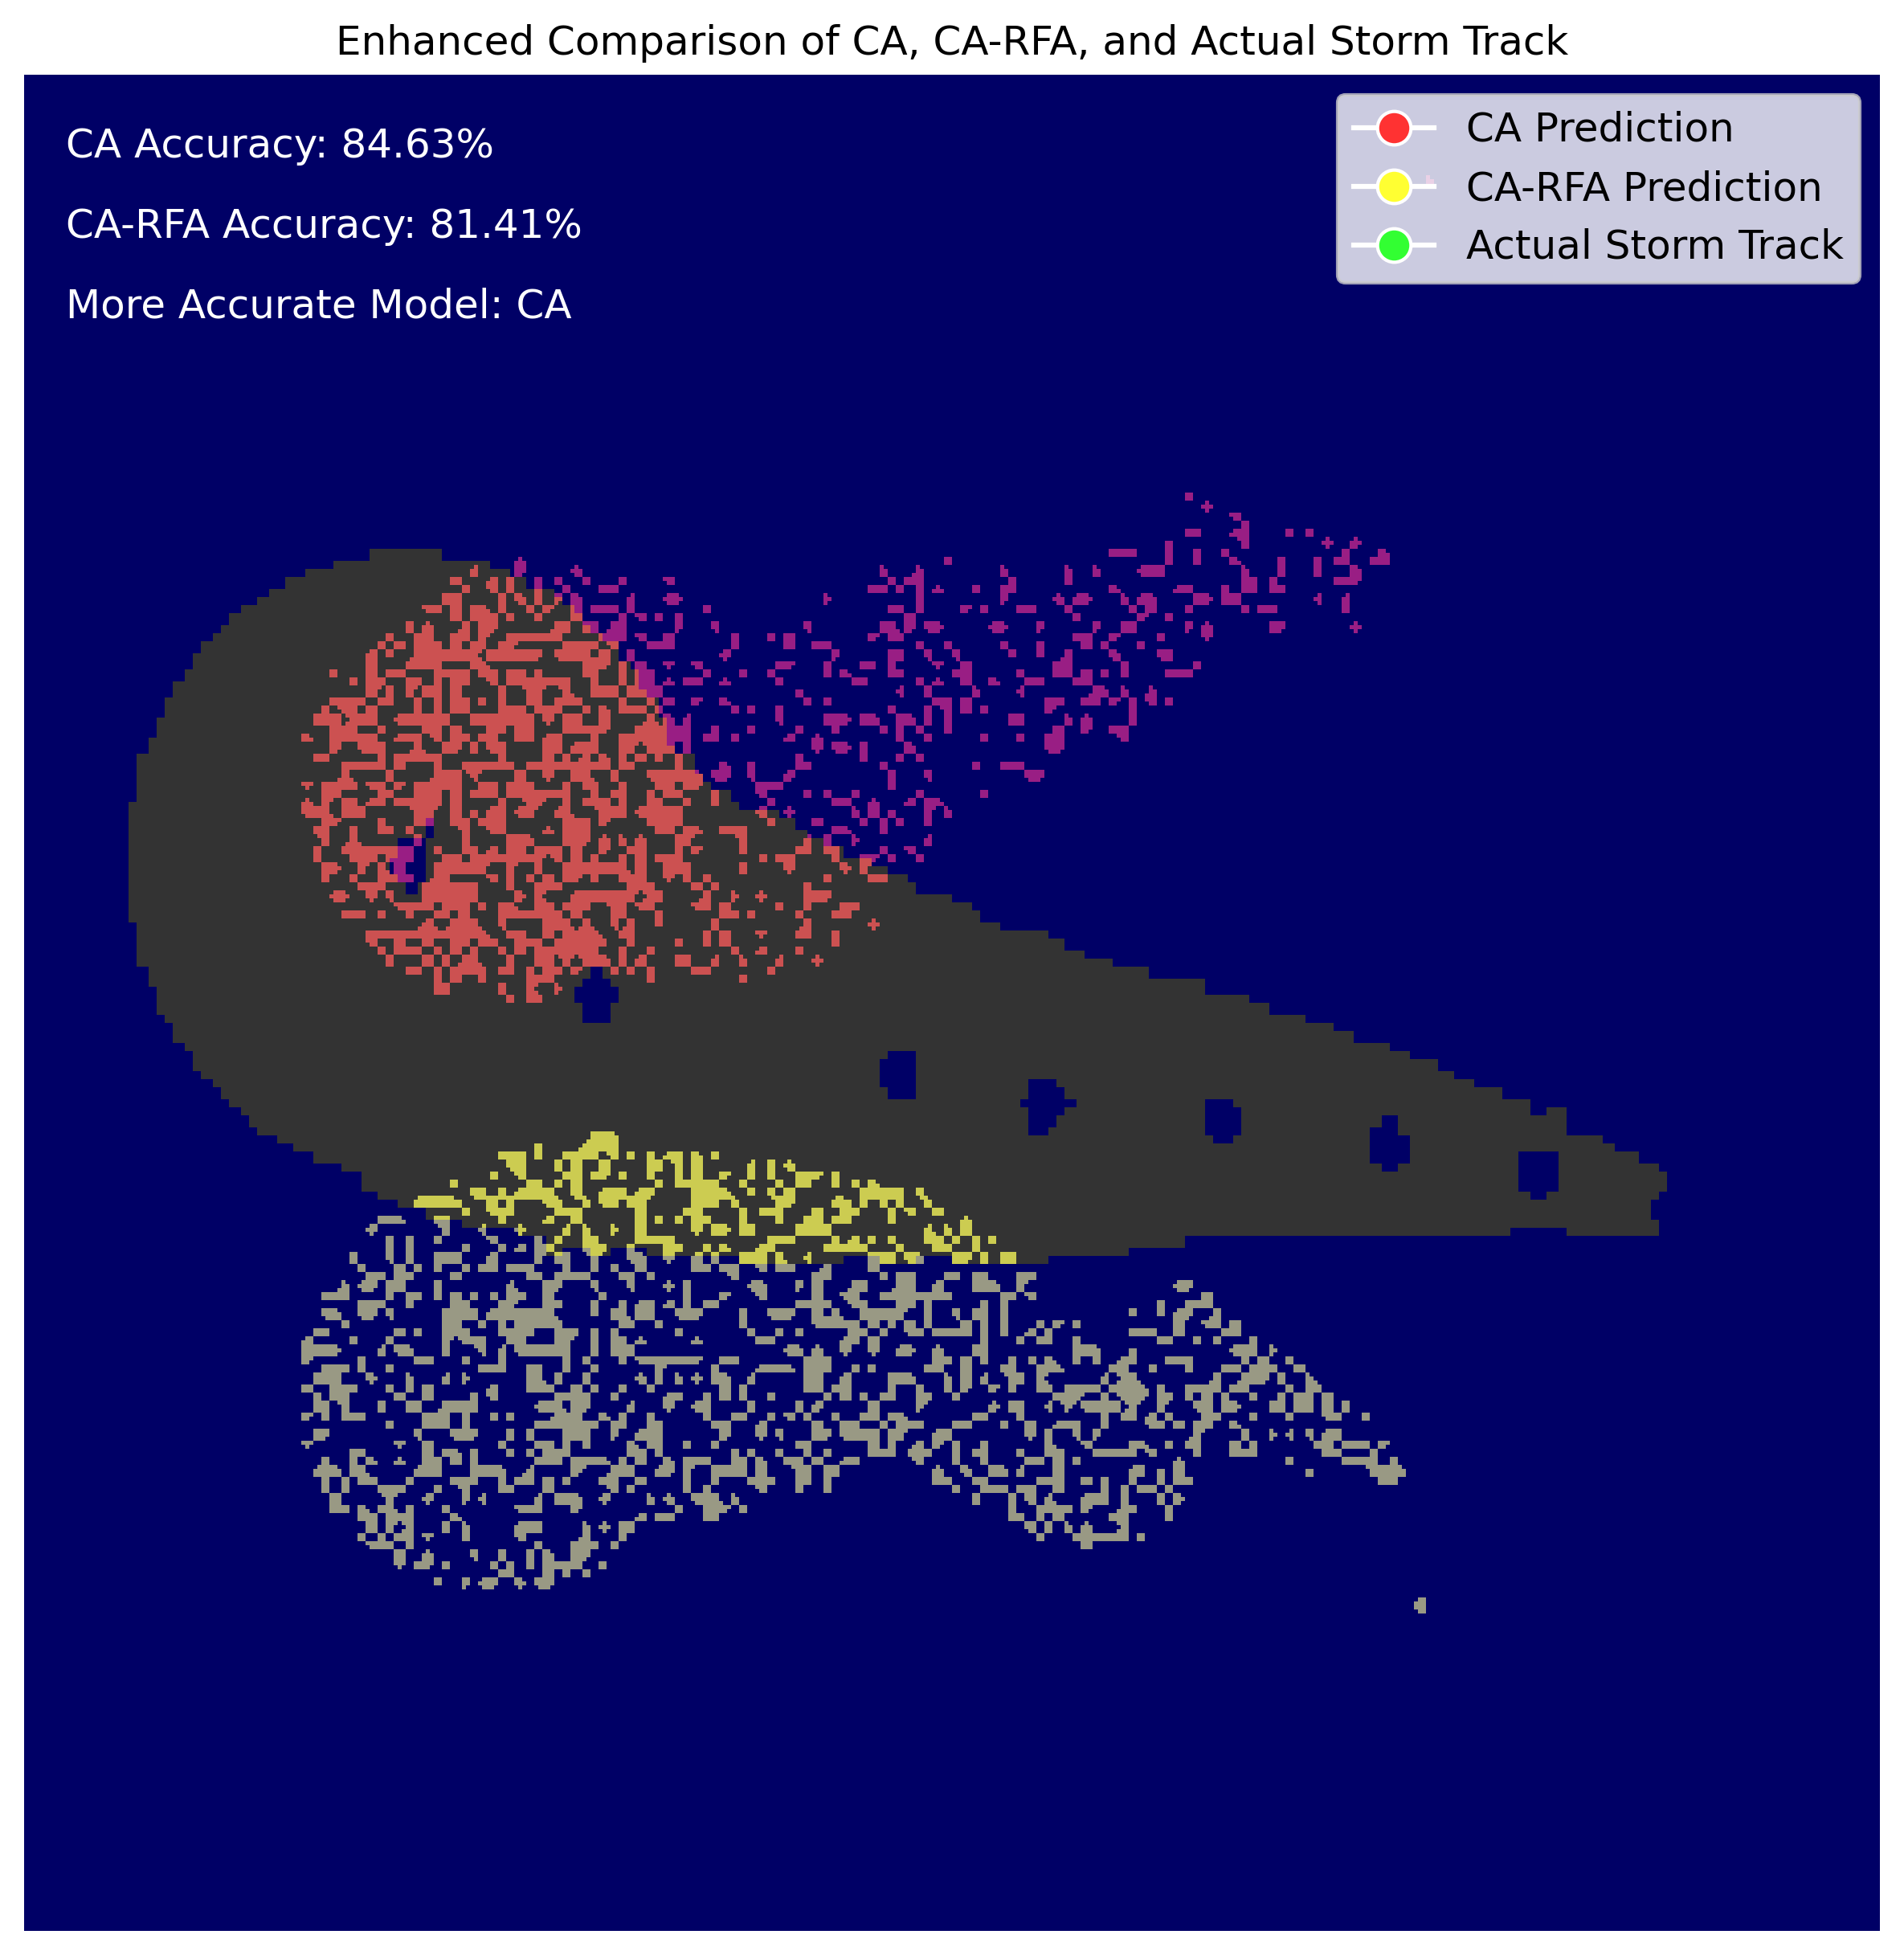 Enhanced Comparison of CA, CA-RFA, and Actual Storm Track
CA Accuracy: 84.63%
CA-RFA Accuracy: 81.41%
More Accurate Model: CA
CA Prediction
CA-RFA Prediction
Actual Storm Track